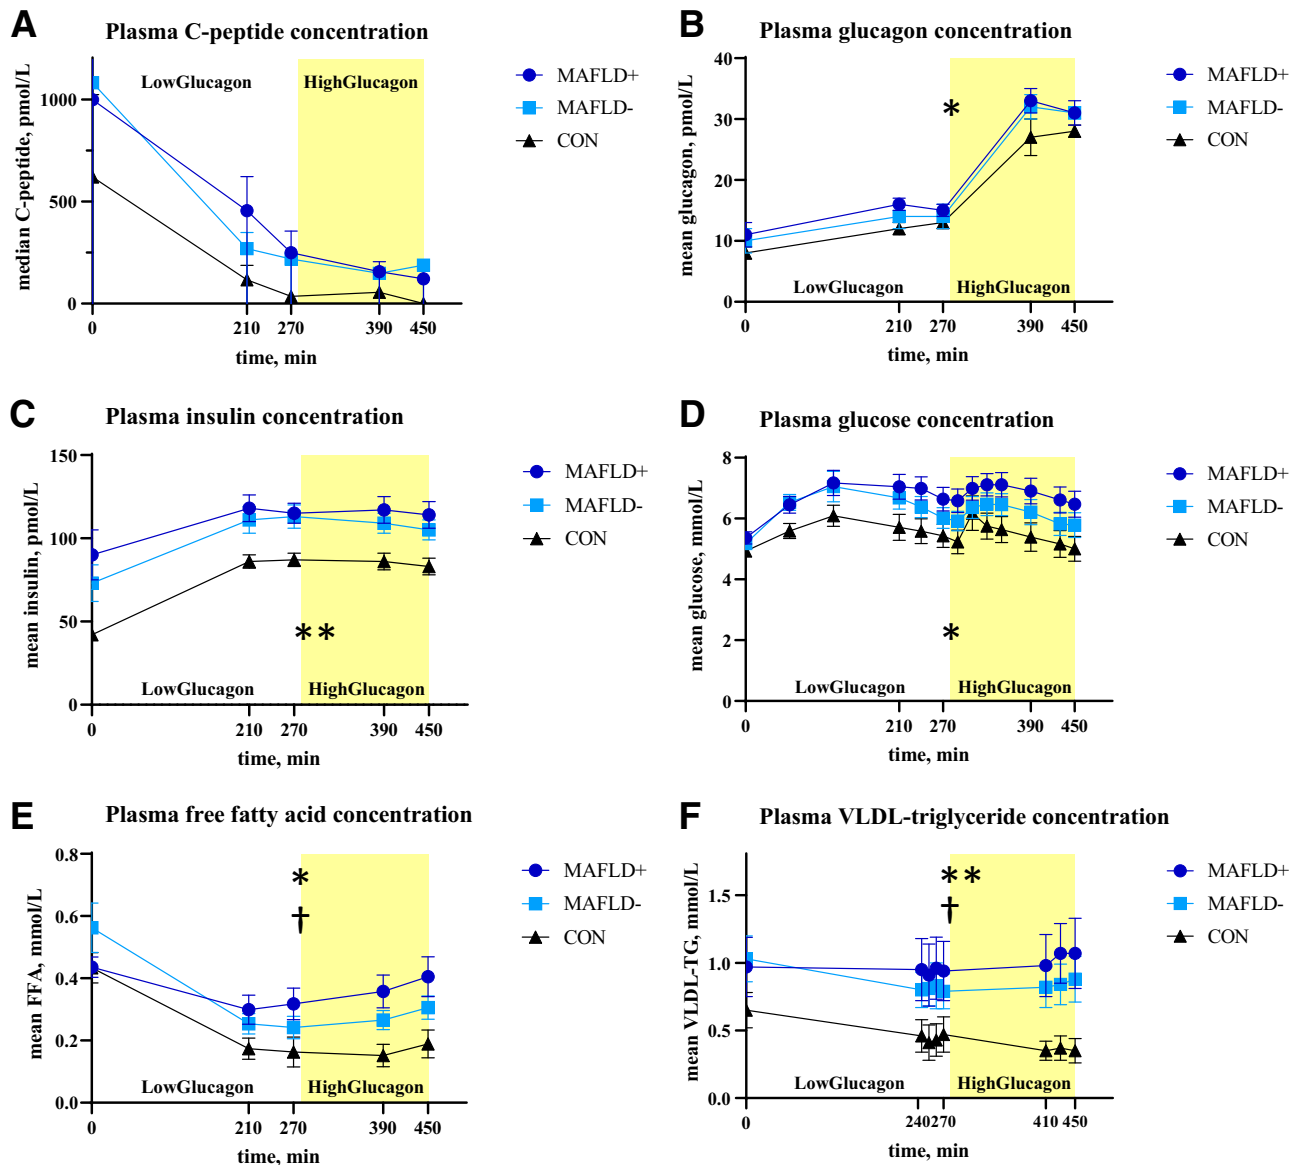 A
Plasma C-peptide concentration
median C-peptide, pmol/L
1000
500
0
LowGlucagon
HighGlucagon
0 210 270 390 450
time, min
MAFLD+
MAFLD-
CON
B
Plasma glucagon concentration
mean glucagon, pmol/L
40
30
20
10
0
*
LowGlucagon
HighGlucagon
0 210 270 390 450
time, min
MAFLD+
MAFLD-
CON
C
Plasma insulin concentration
mean insulin, pmol/L
150
100
50
0
**
LowGlucagon
HighGlucagon
0 210 270 390 450
time, min
MAFLD+
MAFLD-
CON
D
Plasma glucose concentration
mean glucose, mmol/L
8
6
4
2
0
*
LowGlucagon
HighGlucagon
0 210 270 390 450
time, min
MAFLD+
MAFLD-
CON
E
Plasma free fatty acid concentration
mean FFA, mmol/L
0.8
0.6
0.4
0.2
0.0
*
†
LowGlucagon
HighGlucagon
0 210 270 390 450
time, min
MAFLD+
MAFLD-
CON
F
Plasma VLDL-triglyceride concentration
mean VLDL-TG, mmol/L
1.5
1.0
0.5
0.0
**
†
LowGlucagon
HighGlucagon
0 240 270 410 450
time, min
MAFLD+
MAFLD-
CON